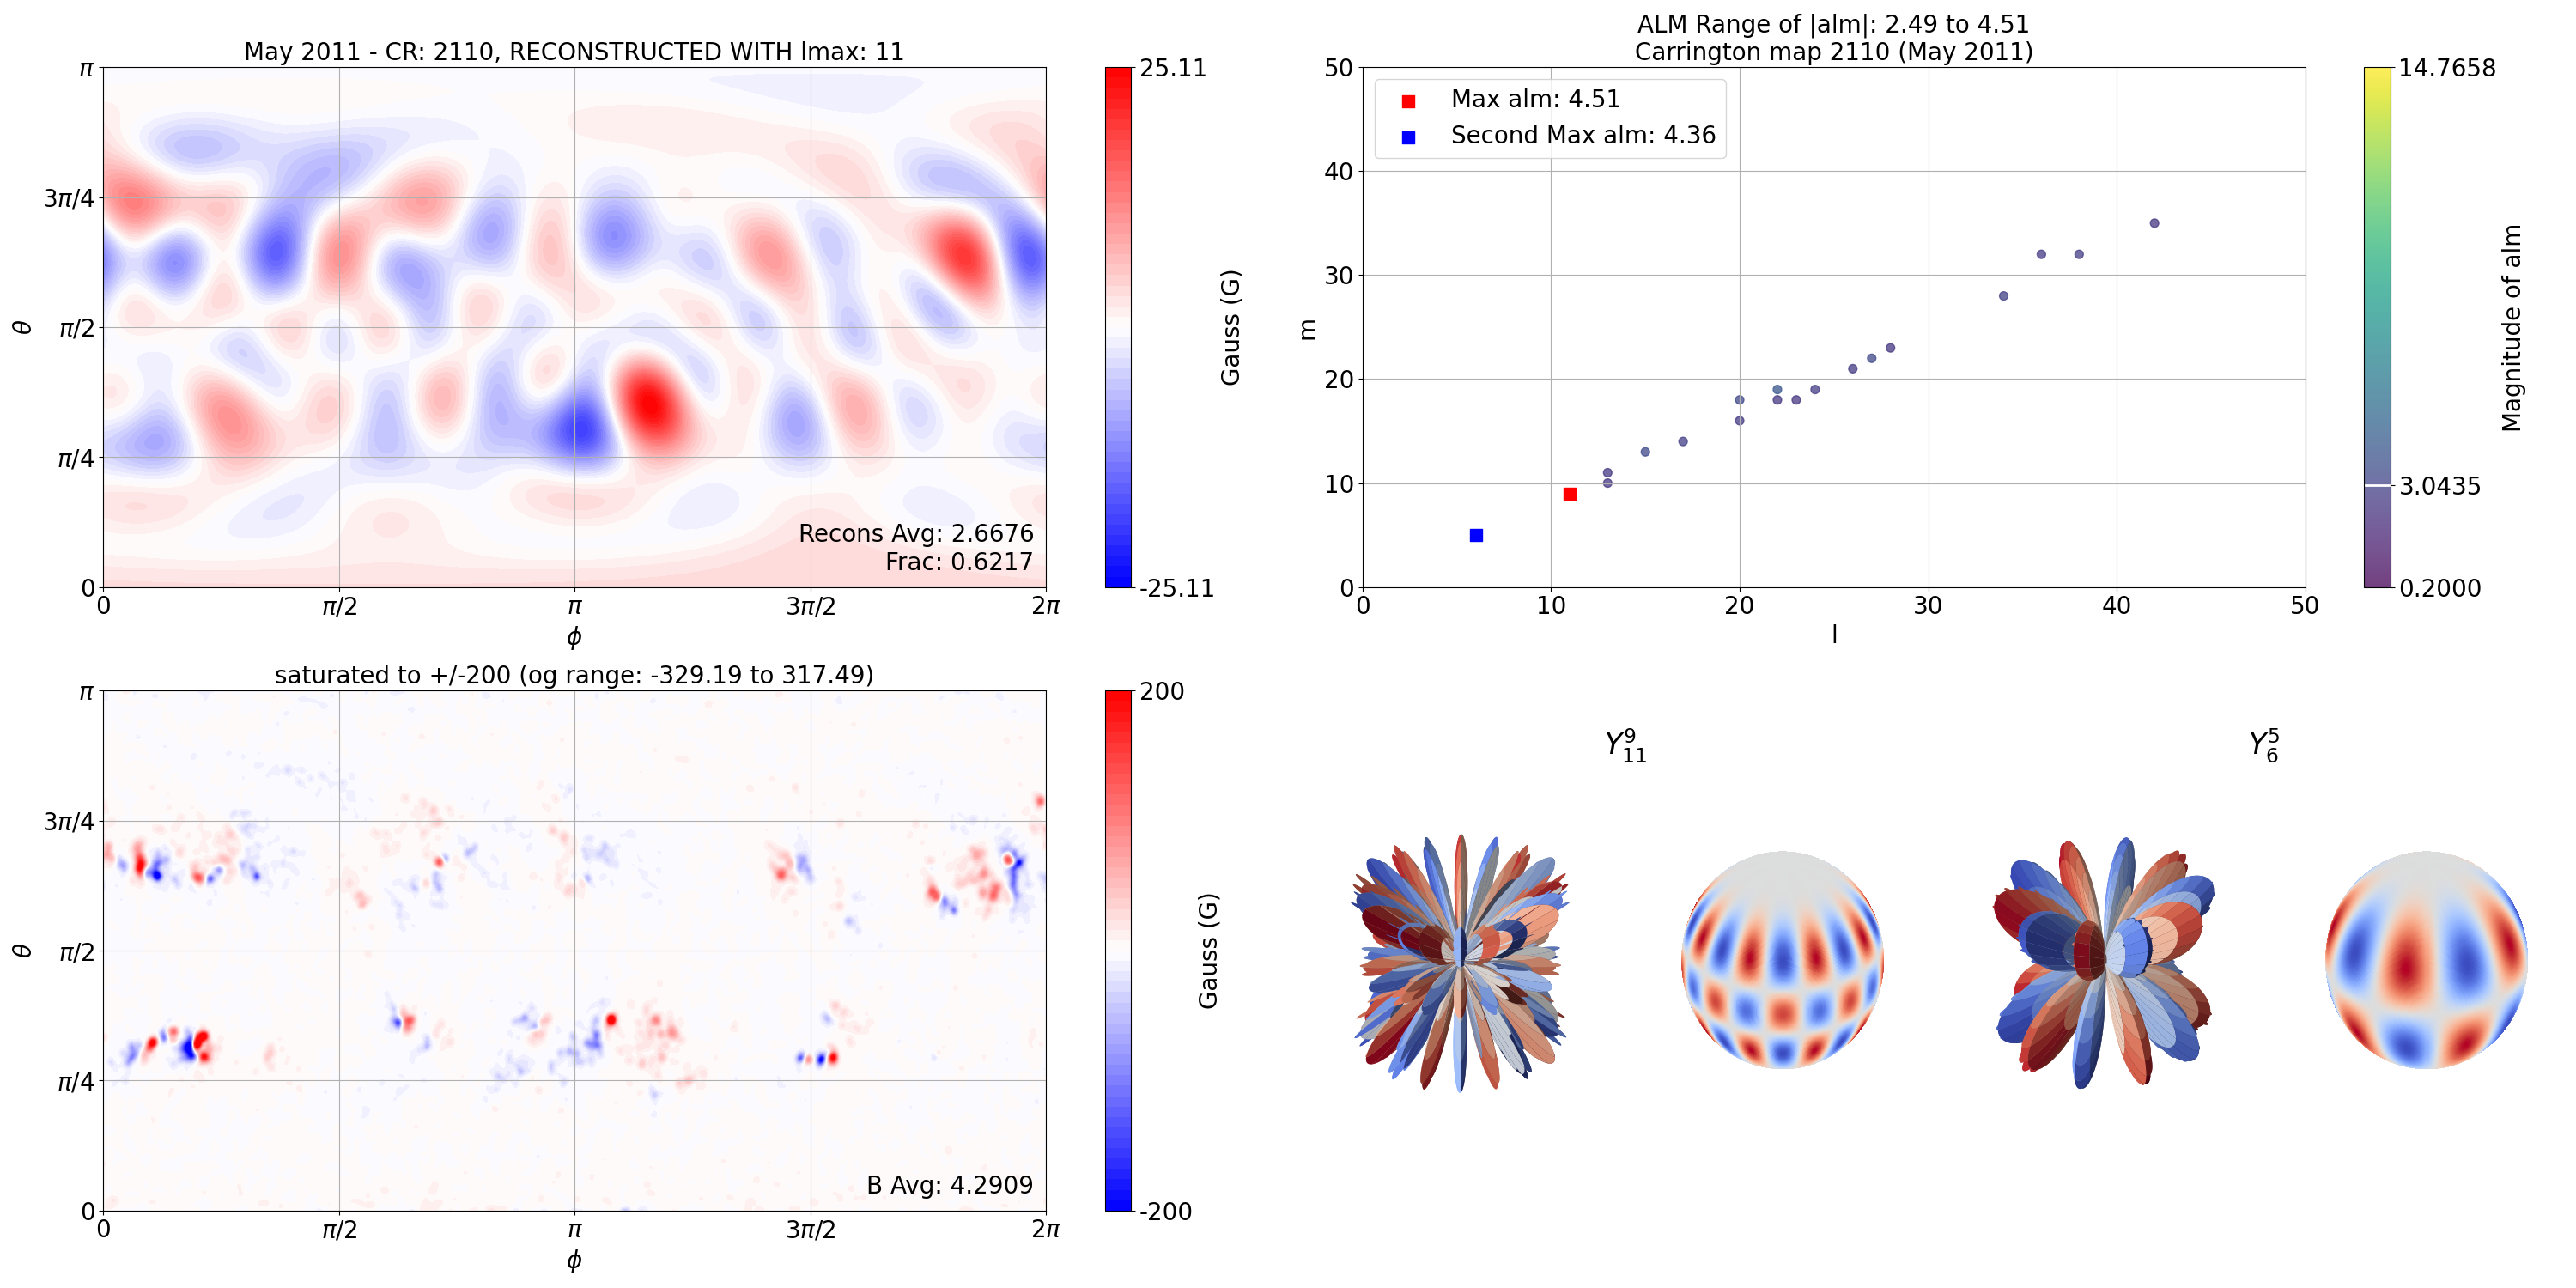 May 2011 - CR: 2110, RECONSTRUCTED WITH lmax: 11
π
3π/4
θ
π/2
π/4
0
0
π/2
π
3π/2
2π
ϕ
Recons Avg: 2.6676
Frac: 0.6217
25.11
Gauss (G)
-25.11
ALM Range of |alm|: 2.49 to 4.51
Carrington map 2110 (May 2011)
Max alm: 4.51
Second Max alm: 4.36
50
40
30
m
20
10
0
0
10
20
30
40
50
l
14.7658
Magnitude of alm
3.0435
0.2000
saturated to +/-200 (og range: -329.19 to 317.49)
π
3π/4
θ
π/2
π/4
0
0
π/2
π
3π/2
2π
ϕ
B Avg: 4.2909
200
Gauss (G)
-200
Y₁₁⁹
Y₆⁵